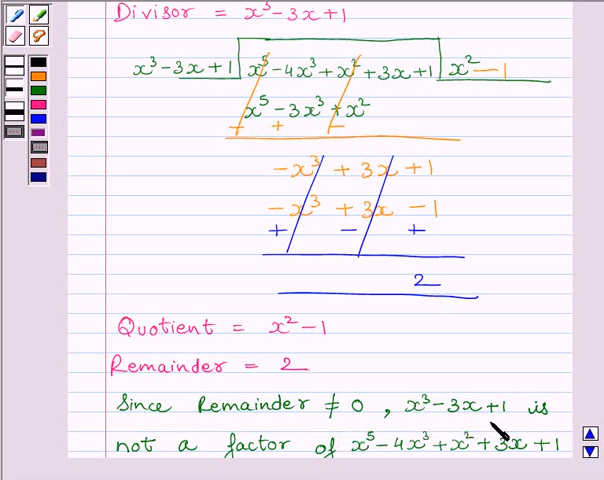 Divisor = x³ - 3x + 1
x³ - 3x + 1 x⁵ - 4x³ + x² + 3x + 1 x² - 1
x⁵ - 3x³ + x²
- + -
- x³ + 3x + 1
- x³ + 3x - 1
+ - +
2
Quotient = x² - 1
Remainder = 2
Since Remainder ≠ 0, x³ - 3x + 1 is
not a factor of x⁵ - 4x³ + x² + 3x + 1